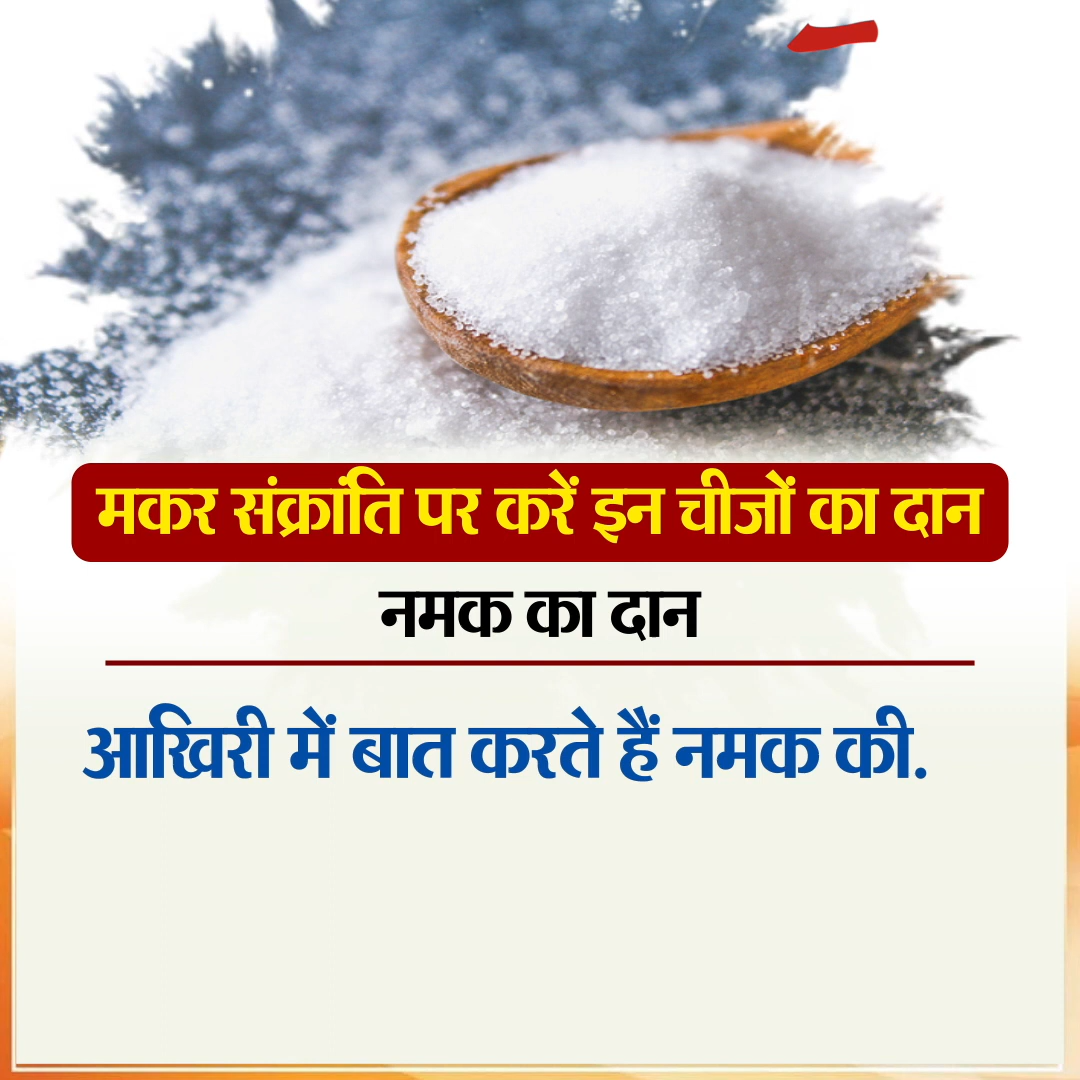 मकर संक्रांति पर करें इन चीजों का दान
नमक का दान
आखिरी में बात करते हैं नमक की.